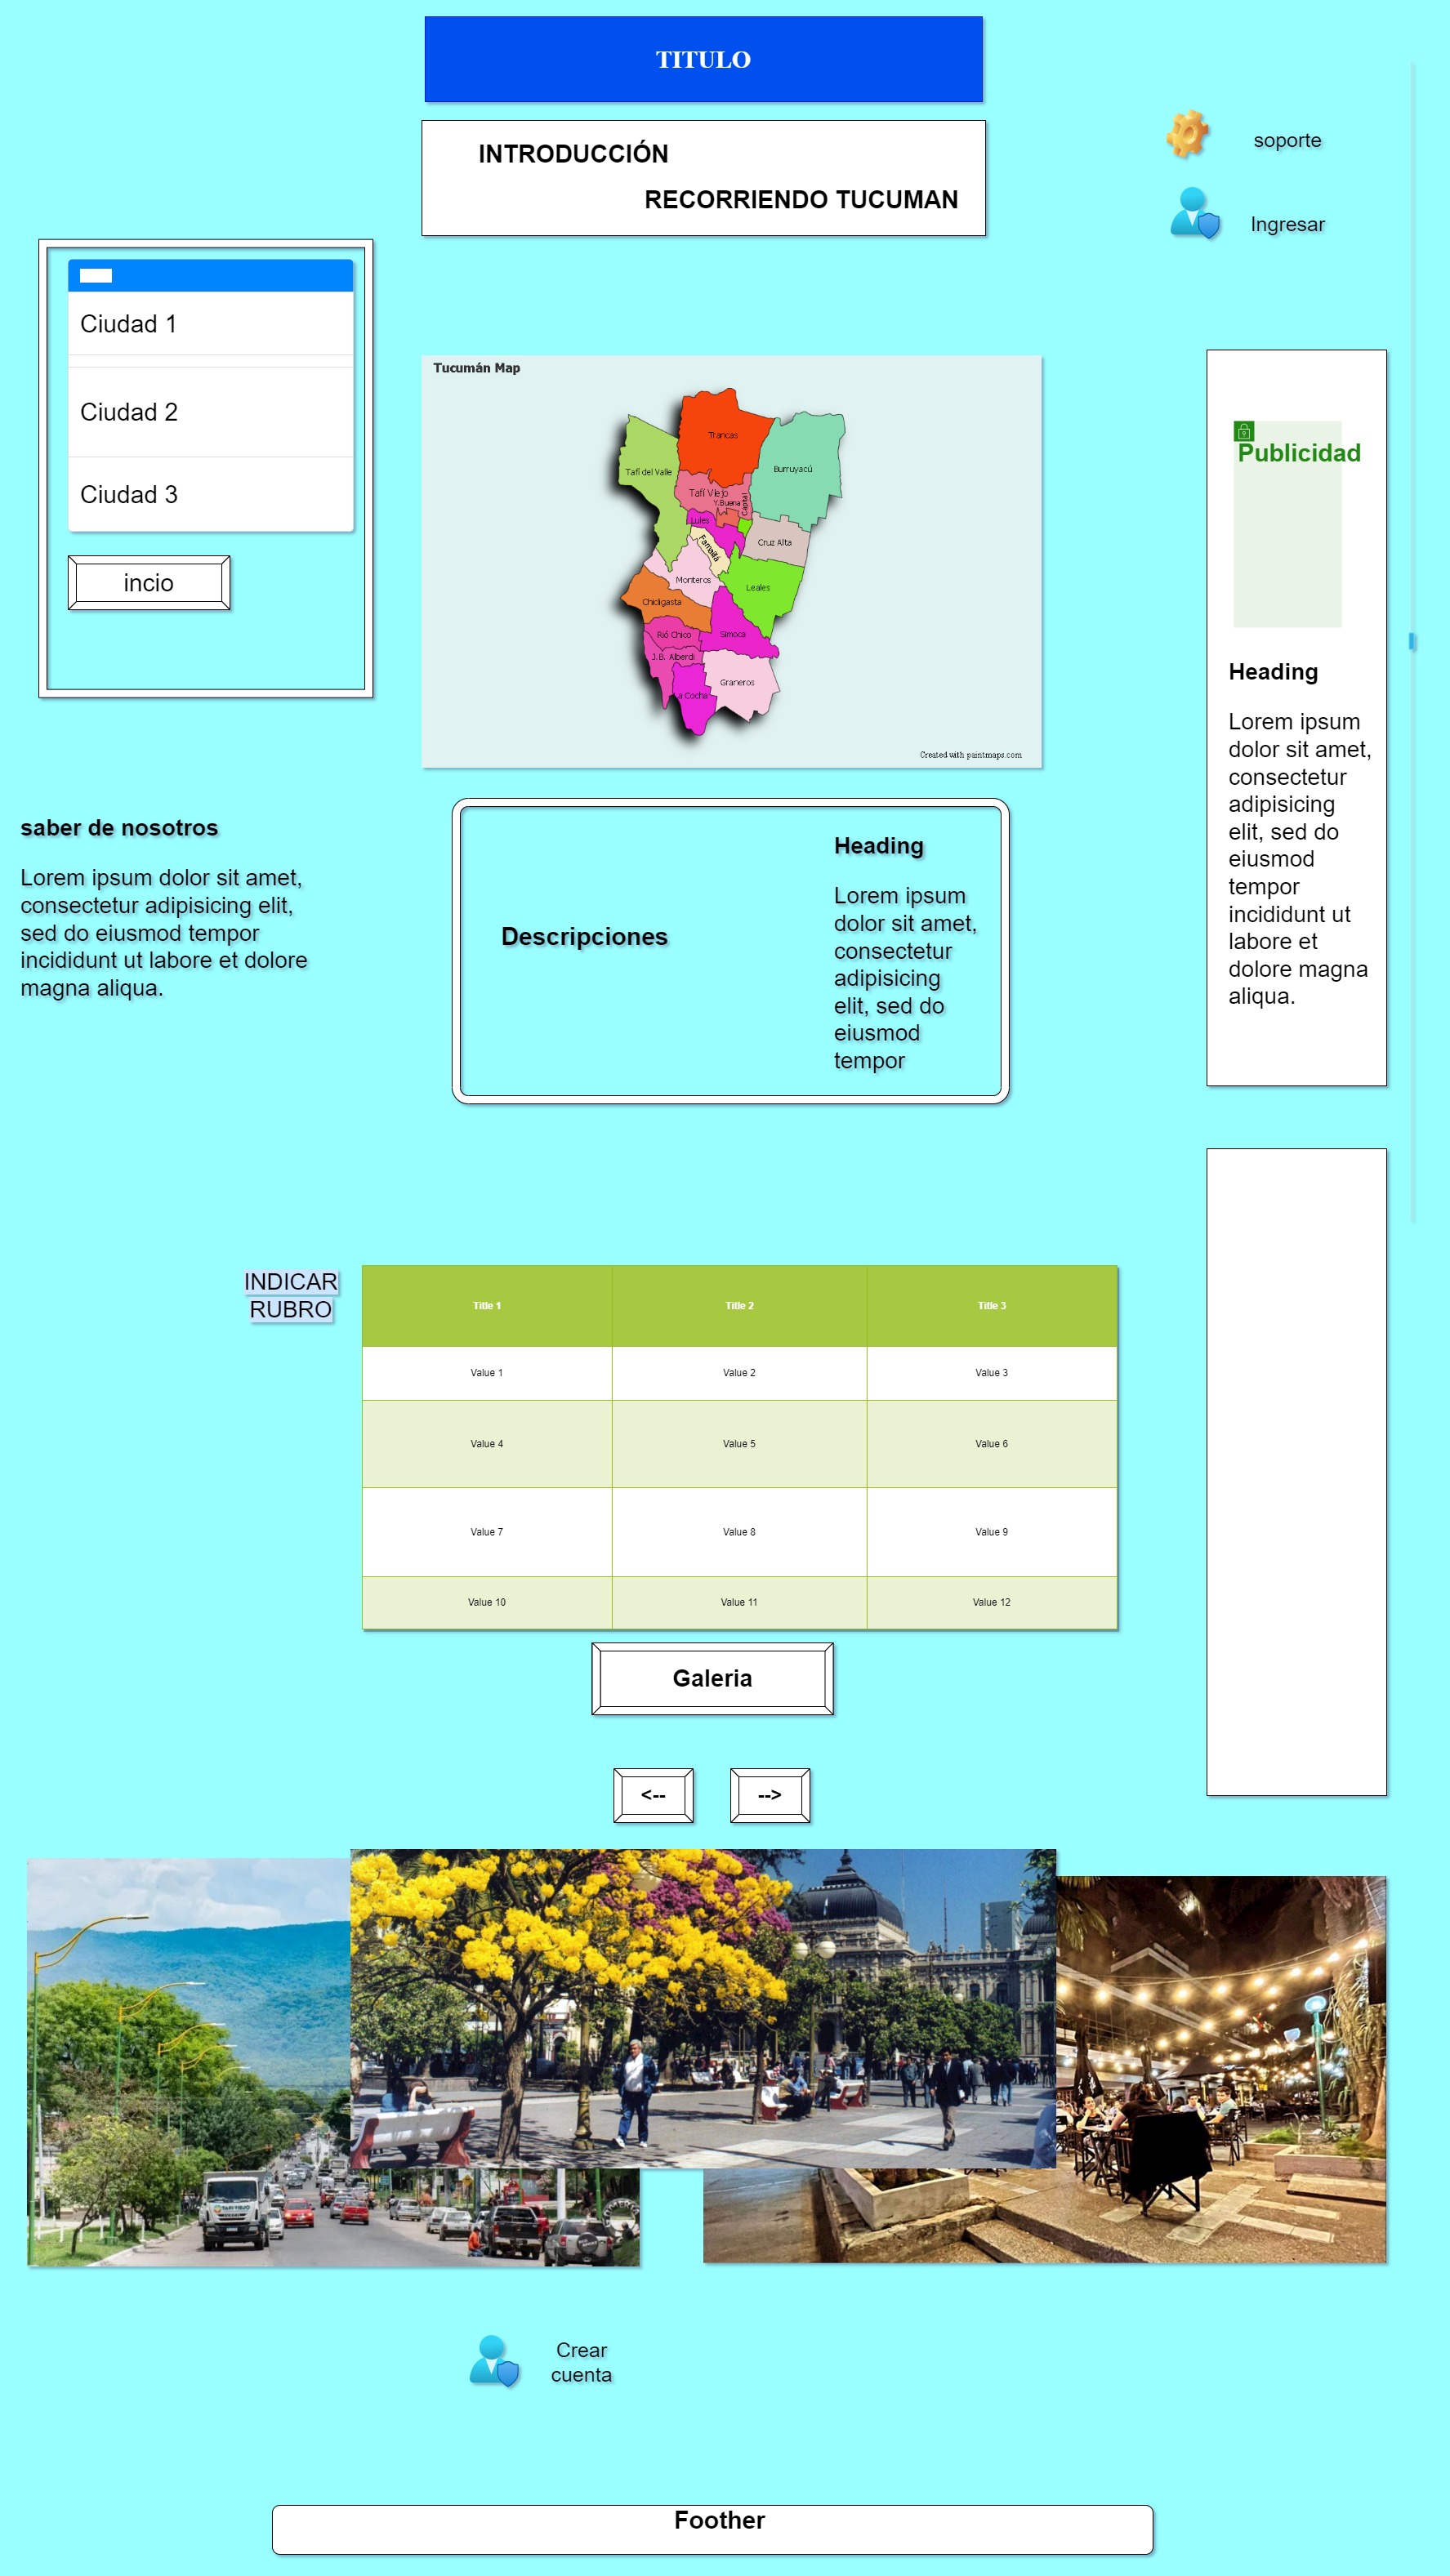 TITULO
INTRODUCCIÓN
RECORRIENDO TUCUMAN
soporte
Ingresar
Ciudad 1
Ciudad 2
Ciudad 3
incio
Tucumán Map
Trancas
Tafí del Valle
Burruyacú
Tafí Viejo
Y.Buena
Capital
Lules
Cruz Alta
Famaillá
Monteros
Leales
Chicligasta
Rió Chico
Simoca
J.B. Alberdi
Graneros
La Cocha
Created with paintmaps.com
Publicidad
Heading
Lorem ipsum
dolor sit amet,
consectetur
adipisicing
elit, sed do
eiusmod
tempor
incididunt ut
labore et
dolore magna
aliqua.
saber de nosotros
Lorem ipsum dolor sit amet,
consectetur adipisicing elit,
sed do eiusmod tempor
incididunt ut labore et dolore
magna aliqua.
Descripciones
Heading
Lorem ipsum
dolor sit amet,
consectetur
adipisicing
elit, sed do
eiusmod
tempor
INDICAR
RUBRO
Title 1 Title 2 Title 3
Value 1 Value 2 Value 3
Value 4 Value 5 Value 6
Value 7 Value 8 Value 9
Value 10 Value 11 Value 12
Galeria
<-- -->
TAFI VIEJO
Crear
cuenta
Foother